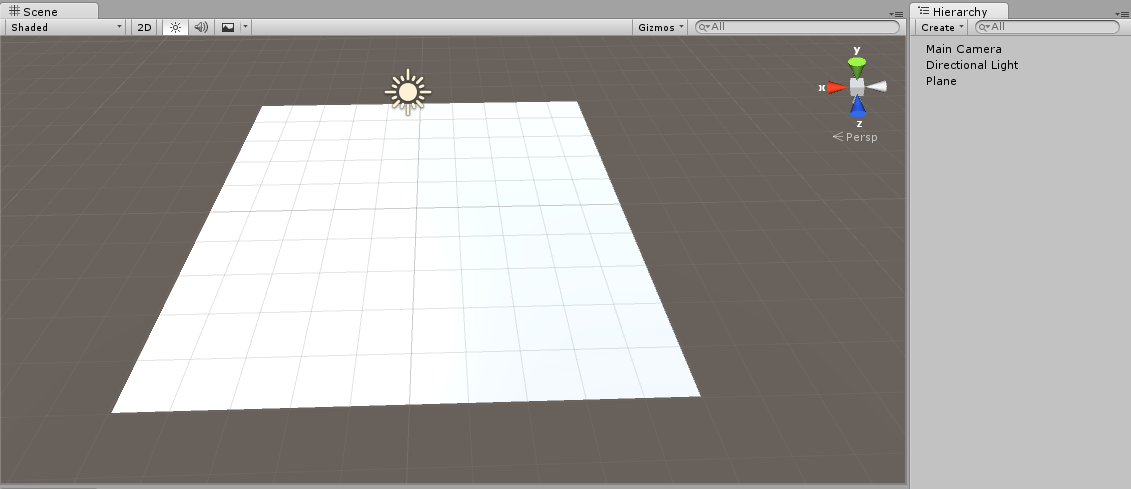 Scene
Shaded 2D Gizmos All
y
x
z
Persp
Hierarchy
Create All
Main Camera
Directional Light
Plane